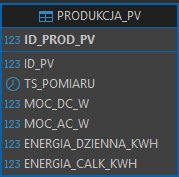 PRODUKCJA_PV
123 ID_PROD_PV
123 ID_PV
TS_POMIARU
123 MOC_DC_W
123 MOC_AC_W
123 ENERGIA_DZIENNA_KWH
123 ENERGIA_CALK_KWH